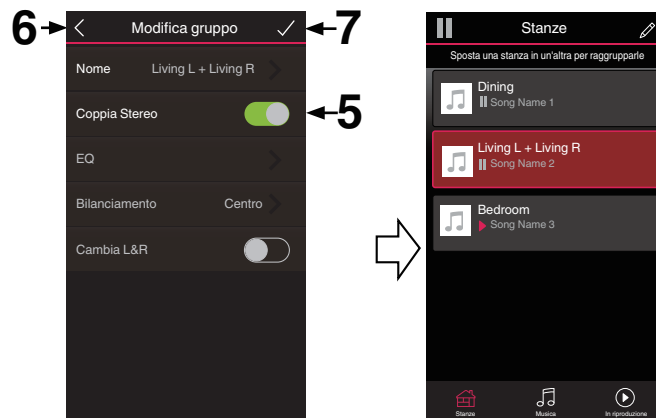 6
Modifica gruppo
7
Nome Living L + Living R
Coppia Stereo
5
EQ
Bilanciamento Centro
Cambia L&R
Stanze
Sposta una stanza in un'altra per raggrupparle
Dining
Song Name 1
Living L + Living R
Song Name 2
Bedroom
Song Name 3
Stanze Musica In riproduzione